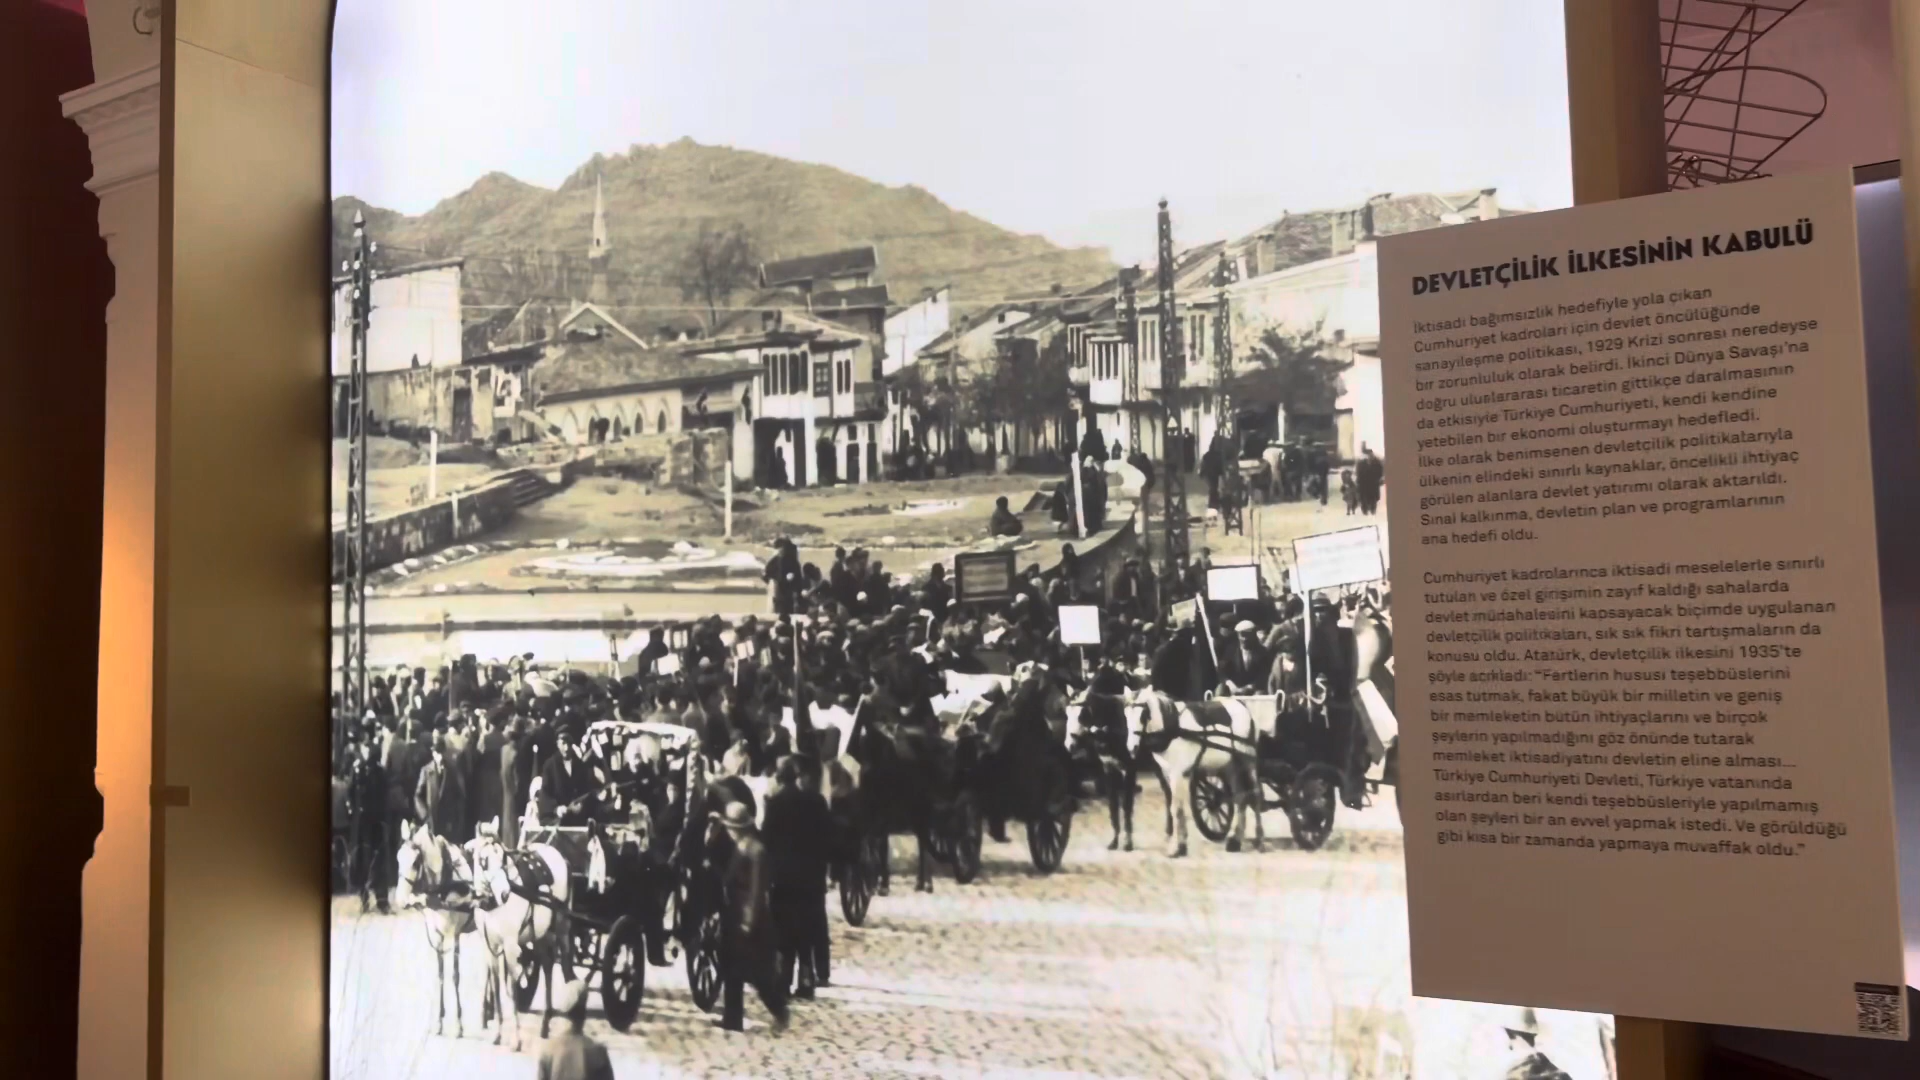 DEVLETÇİLİK İLKESİNİN KABULÜ
İktisadi bağımsızlık hedefiyle yola çıkan
Cumhuriyet kadroları için devlet öncülüğünde
sanayileşme politikası, 1929 Krizi sonrası neredeyse
bir zorunluluk olarak belirdi. İkinci Dünya Savaşı'na
doğru uluslararası ticaretin gittikçe daralmasının
da etkisiyle Türkiye Cumhuriyeti, kendi kendine
yetebilen bir ekonomi oluşturmayı hedefledi.
İlke olarak benimsenen devletçilik politikalarıyla
ülkenin elindeki sınırlı kaynaklar, öncelikli ihtiyaç
görülen alanlara devlet yatırımı olarak aktarıldı.
Sınai kalkınma, devletin plan ve programlarının
ana hedefi oldu.
Cumhuriyet kadrolarınca iktisadi meselelerle sınırlı
tutulan ve özel girişimin zayıf kaldığı sahalarda
devlet müdahalesini kapsayacak biçimde uygulanan
devletçilik politikaları, sık sık fikri tartışmaların da
konusu oldu. Atatürk, devletçilik ilkesini 1935'te
şöyle açıkladı: "Fertlerin hususi teşebbüslerini
esas tutmak, fakat büyük bir milletin ve geniş
bir memleketin bütün ihtiyaçlarını ve birçok
şeylerin yapılmadığını göz önünde tutarak
memleket iktisadiyatını devletin eline alması...
Türkiye Cumhuriyeti Devleti, Türkiye vatanında
asırlardan beri kendi teşebbüsleriyle yapılmamış
olan şeyleri bir an evvel yapmak istedi. Ve görüldüğü
gibi kısa bir zamanda yapmaya muvaffak oldu."